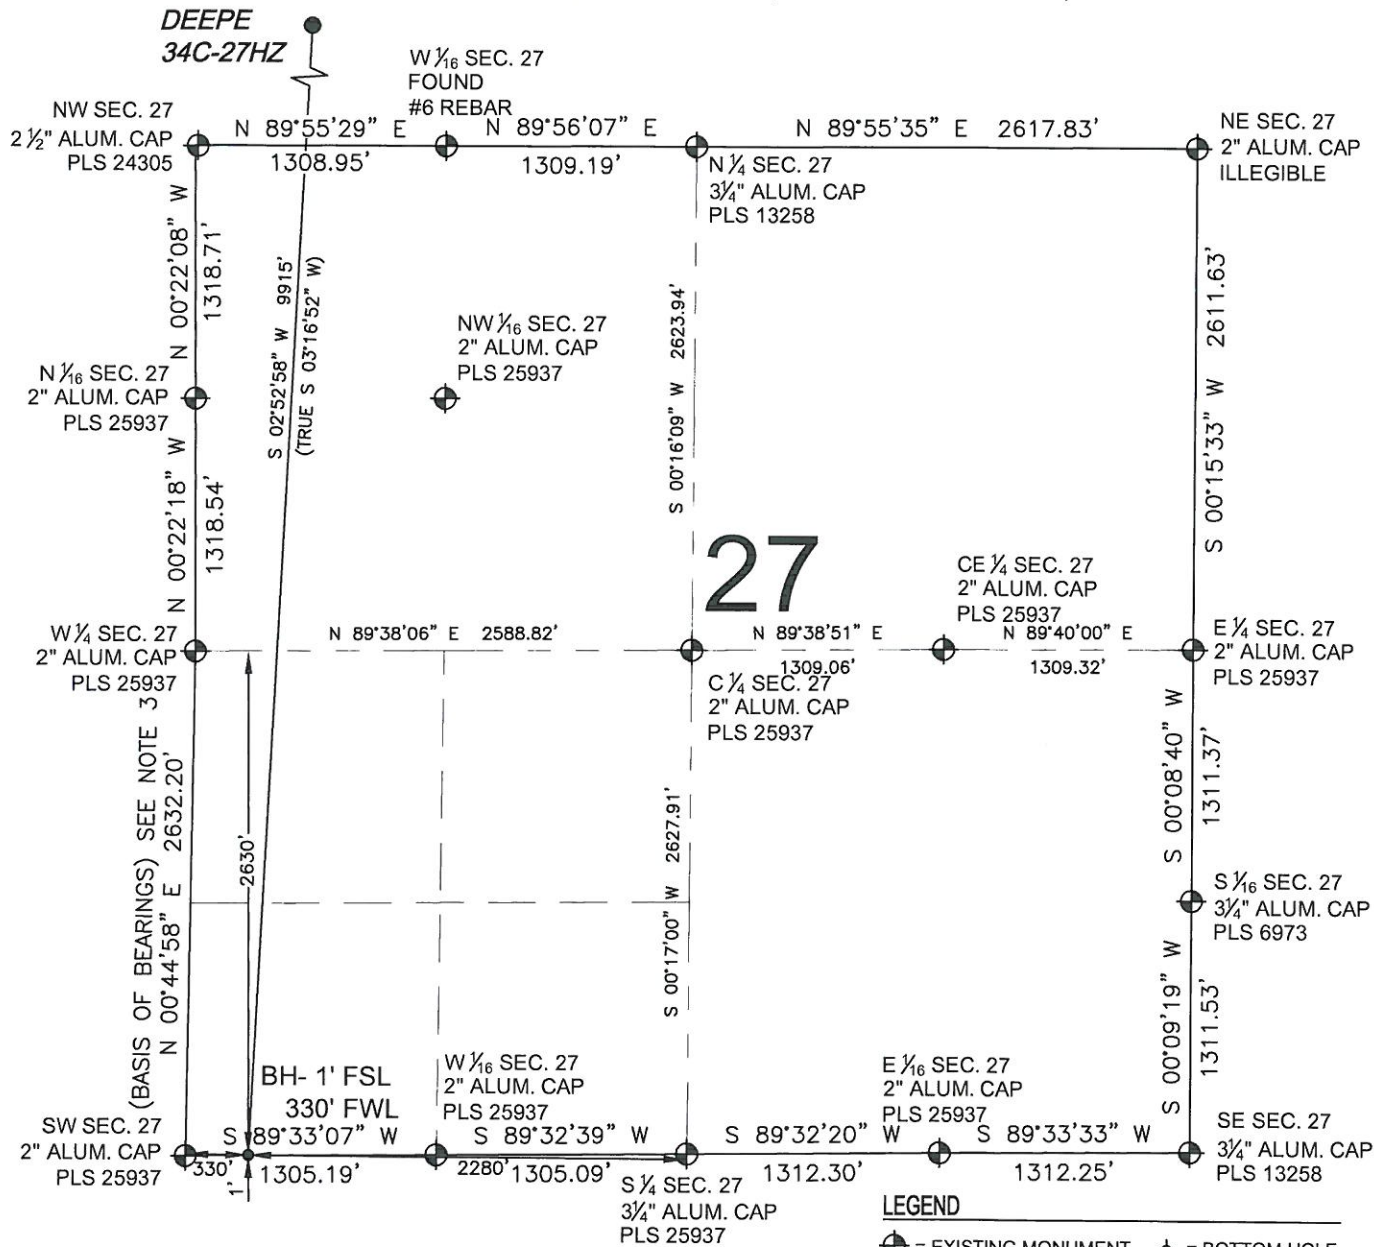 DEEPE
34C-27HZ
W 1/16 SEC. 27
FOUND
#6 REBAR
NW SEC. 27
2 1/2" ALUM. CAP
PLS 24305
N 89°55'29" E
1308.95'
N 89°56'07" E
1309.19'
N 89°55'35" E 2617.83'
NE SEC. 27
2" ALUM. CAP
ILLEGIBLE
N 1/4 SEC. 27
3 1/4" ALUM. CAP
PLS 13258
N 00°22'08" W
1318.71'
S 02°52'58" W 9915'
(TRUE S 03°16'52" W)
S 00°16'09" W 2623.94'
S 00°15'33" W 2611.63'
NW 1/16 SEC. 27
2" ALUM. CAP
PLS 25937
N 1/16 SEC. 27
2" ALUM. CAP
PLS 25937
N 00°22'18" W
1318.54'
27
CE 1/4 SEC. 27
2" ALUM. CAP
PLS 25937
W 1/4 SEC. 27
2" ALUM. CAP
PLS 25937
N 89°38'06" E 2588.82'
N 89°38'51" E
1309.06'
N 89°40'00" E
1309.32'
E 1/4 SEC. 27
2" ALUM. CAP
PLS 25937
C 1/4 SEC. 27
2" ALUM. CAP
PLS 25937
(BASIS OF BEARINGS) SEE NOTE 3
N 00°44'58" E 2632.20'
2630'
S 00°17'00" W 2627.91'
S 00°08'40" W
1311.37'
S 1/16 SEC. 27
3 1/4" ALUM. CAP
PLS 6973
S 00°09'19" W
1311.53'
BH- 1' FSL
330' FWL
W 1/16 SEC. 27
2" ALUM. CAP
PLS 25937
E 1/16 SEC. 27
2" ALUM. CAP
PLS 25937
SW SEC. 27
2" ALUM. CAP
PLS 25937
S 89°33'07" W
S 89°32'39" W
S 89°32'20" W
S 89°33'33" W
SE SEC. 27
3 1/4" ALUM. CAP
PLS 13258
330'
1'
1305.19'
2280'
1305.09'
1312.30'
1312.25'
S 1/4 SEC. 27
3 1/4" ALUM. CAP
PLS 25937
LEGEND
= EXISTING MONUMENT
= BOTTOM HOLE